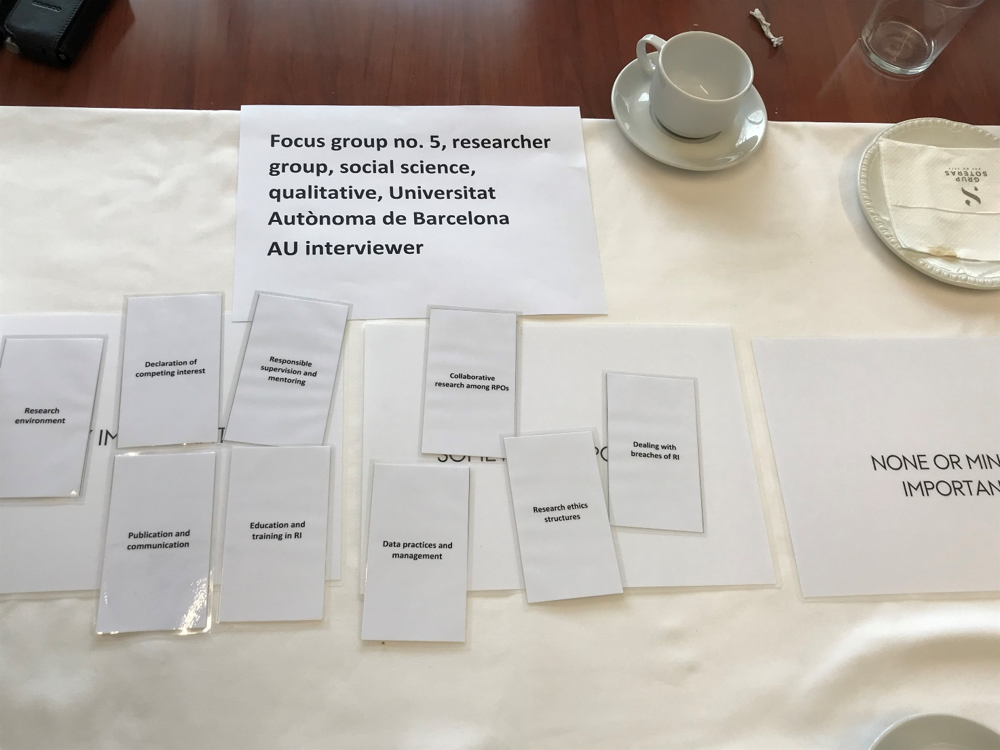 Focus group no. 5, researcher
group, social science,
qualitative, Universitat
Autònoma de Barcelona
AU interviewer
GRUP
SOTERAS
Research
environment
Declaration of
competing interest
Responsible
supervision and
mentoring
Publication and
communication
Education and
training in RI
Collaborative
research among RPOs
Data practices and
management
Research ethics
structures
Dealing with
breaches of RI
NONE OR MIN
IMPORTAN